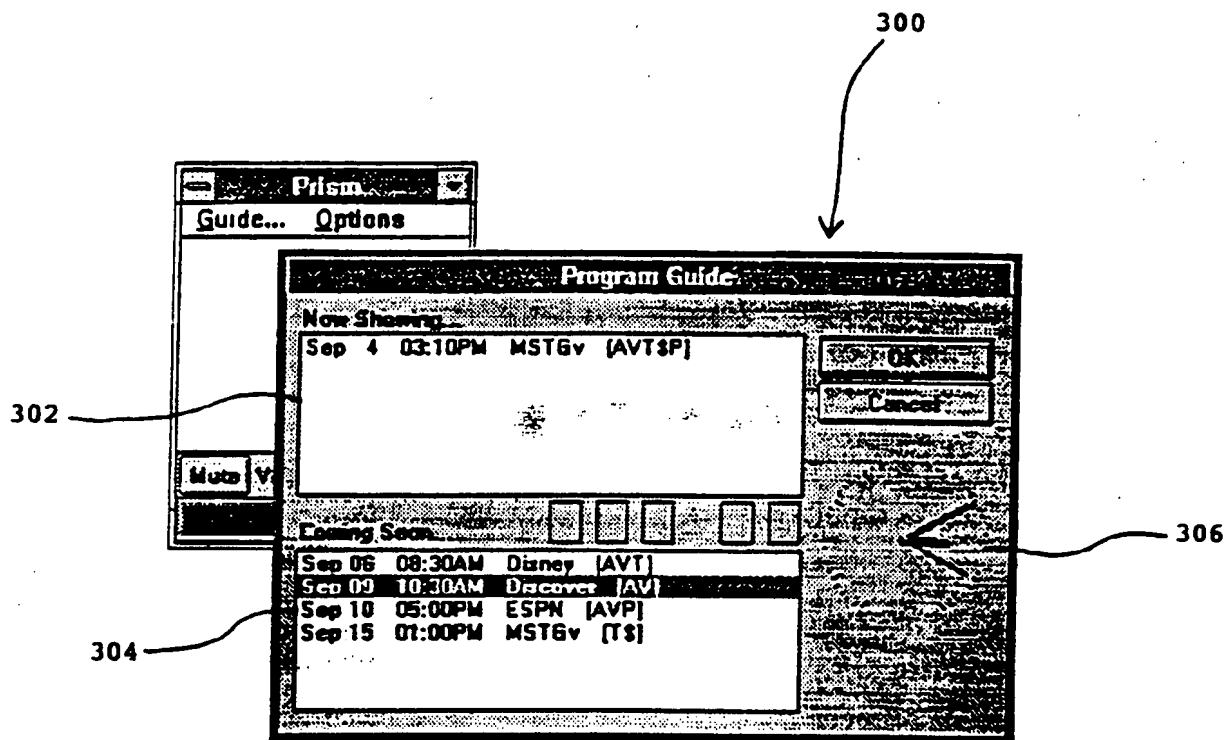 300
Prism
Guide... Options
Program Guide
Now Showing...
Sep 4 03:10PM MSTGv [AVT$P]
OK
Cancel
302
Mute
Coming Soon...
306
Sep 06 08:30AM Disney [AVT]
Sep 09 10:30AM Discover [AV]
Sep 10 05:00PM ESPN [AVP]
Sep 15 01:00PM MSTGv [T$]
304